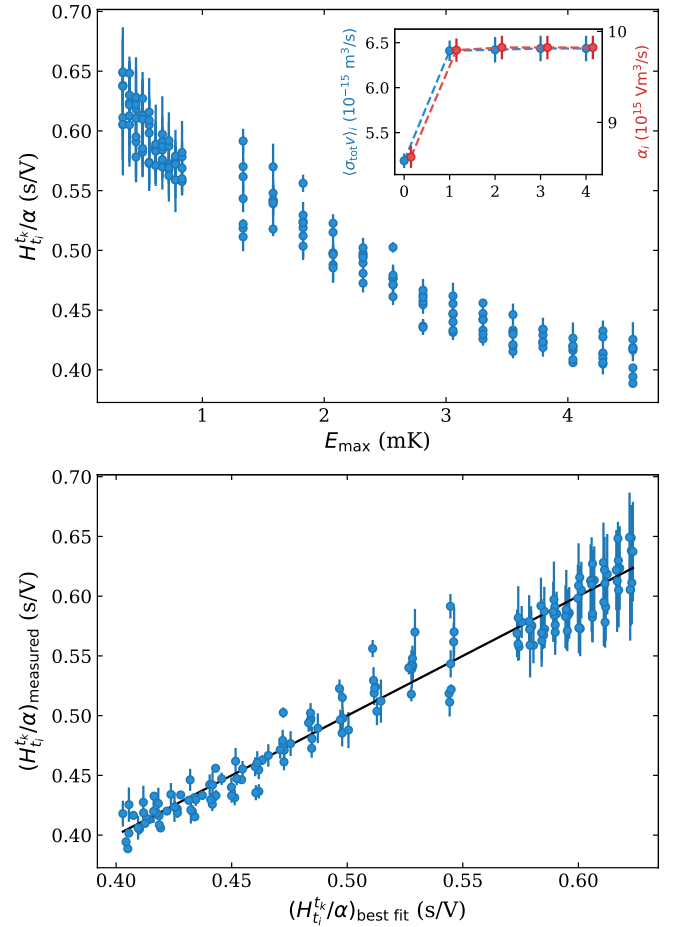 0.70
0.65
0.60
0.55
0.50
0.45
0.40
H_{t_i}^{t_k}/α (s/V)
1 2 3 4
E_max (mK)
6.5
6.0
5.5
⟨σ_tot v⟩_i (10^−15 m^3/s)
0 1 2 3 4
10
9
α_i (10^15 Vm^3/s)
0.70
0.65
0.60
0.55
0.50
0.45
0.40
(H_{t_i}^{t_k}/α)_measured (s/V)
0.40 0.45 0.50 0.55 0.60
(H_{t_i}^{t_k}/α)_best fit (s/V)